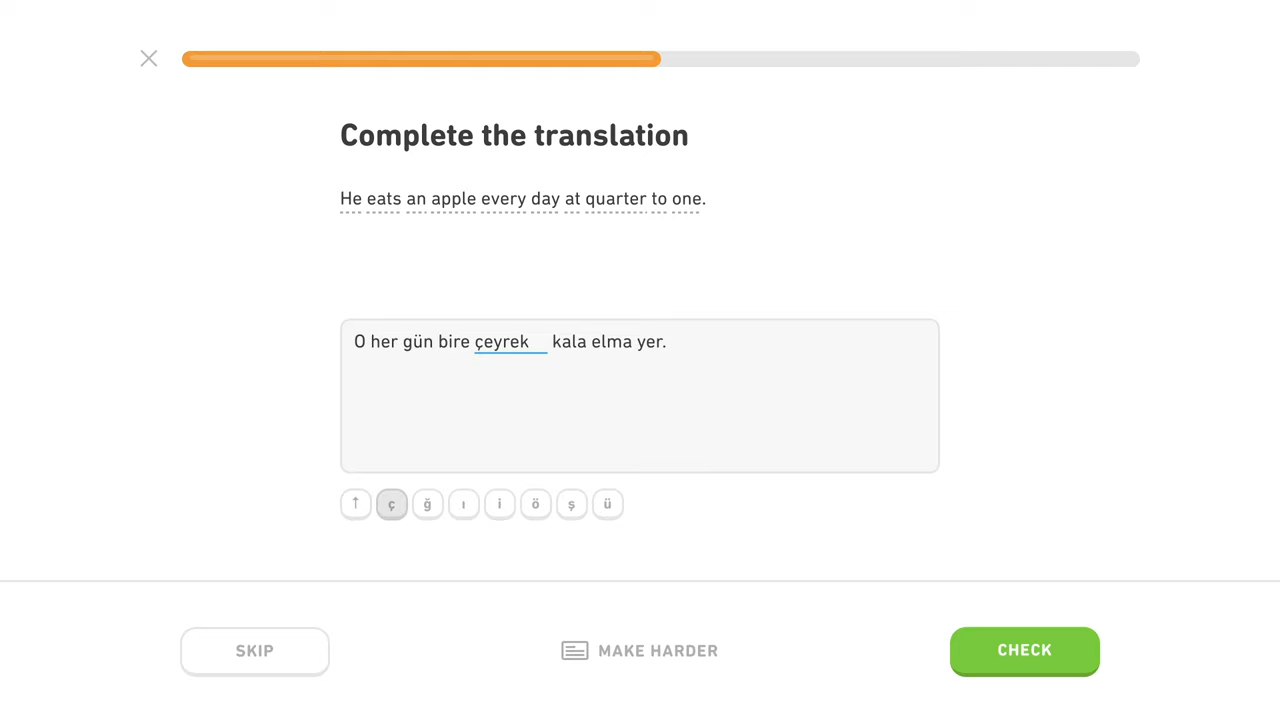 Complete the translation
He eats an apple every day at quarter to one.
O her gün bire çeyrek kala elma yer.
↑ ç ğ ı i ö ş ü
SKIP
MAKE HARDER
CHECK